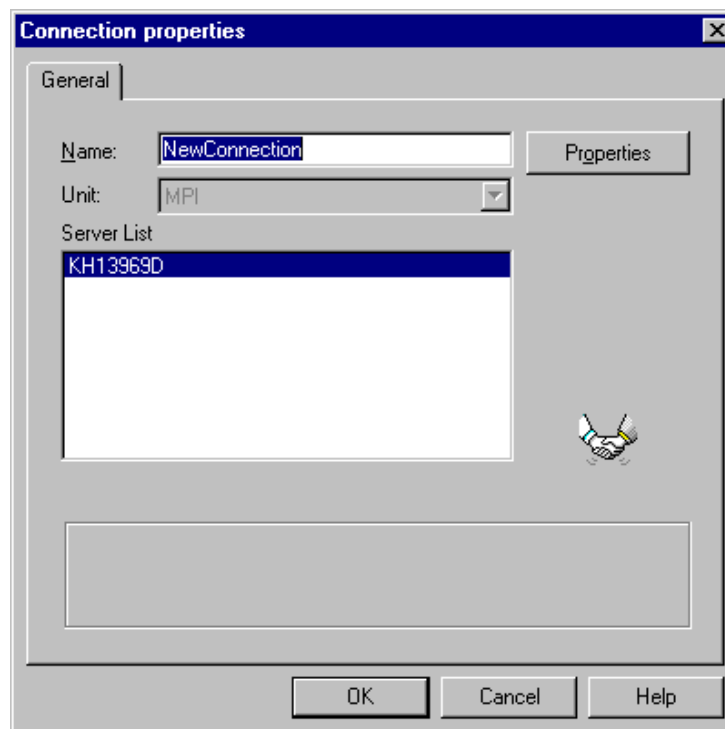 Connection properties
General
Name: NewConnection Properties
Unit: MPI
Server List
KH13969D
OK Cancel Help